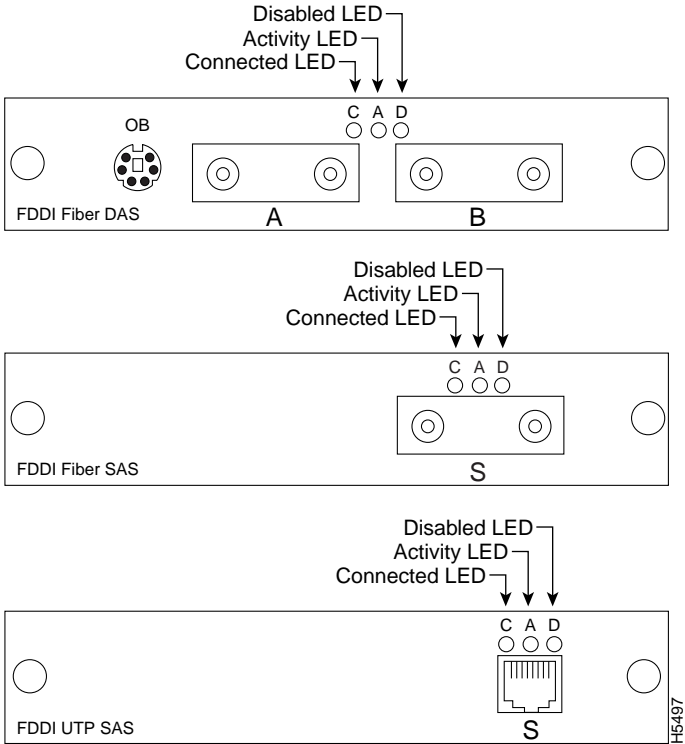 Disabled LED
Activity LED
Connected LED
C A D
OB
FDDI Fiber DAS
A
B
Disabled LED
Activity LED
Connected LED
C A D
FDDI Fiber SAS
S
Disabled LED
Activity LED
Connected LED
C A D
FDDI UTP SAS
S
H5497